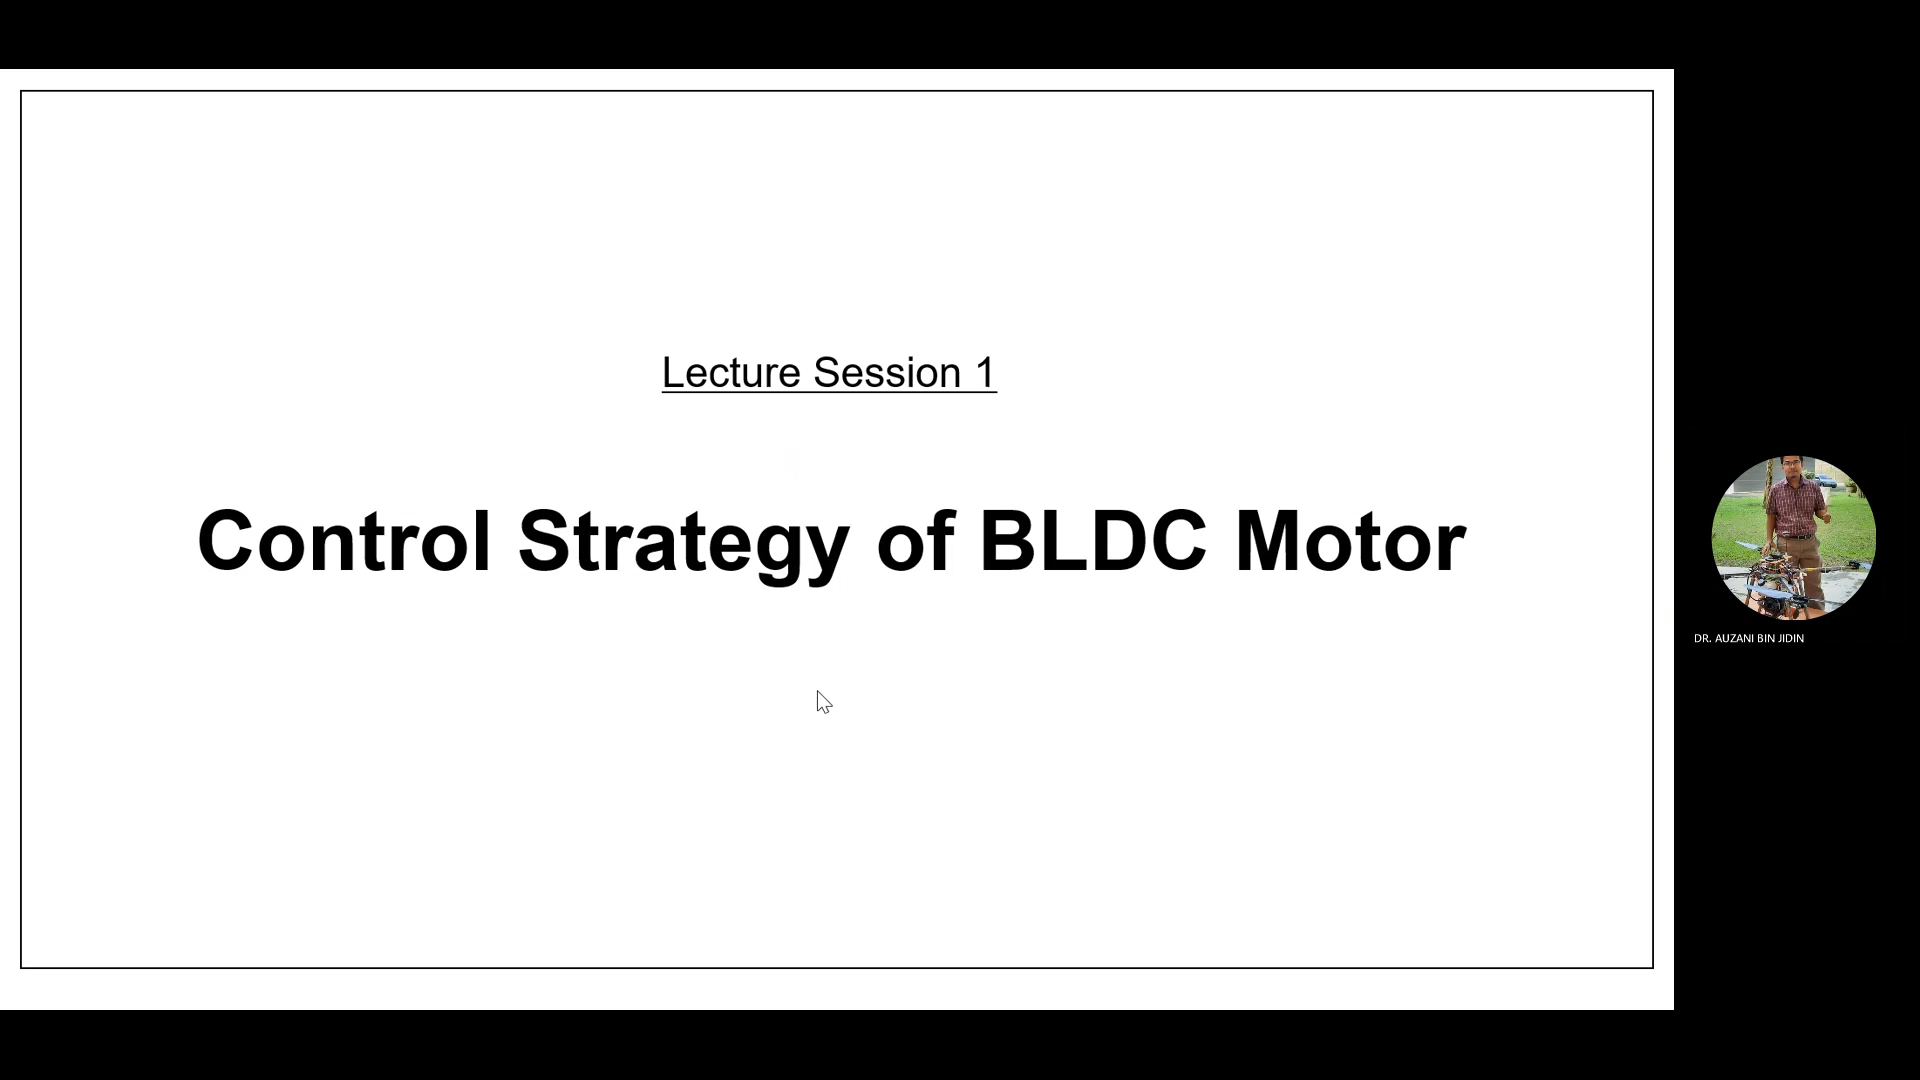 Lecture Session 1
Control Strategy of BLDC Motor
DR. AUZANI BIN JIDIN